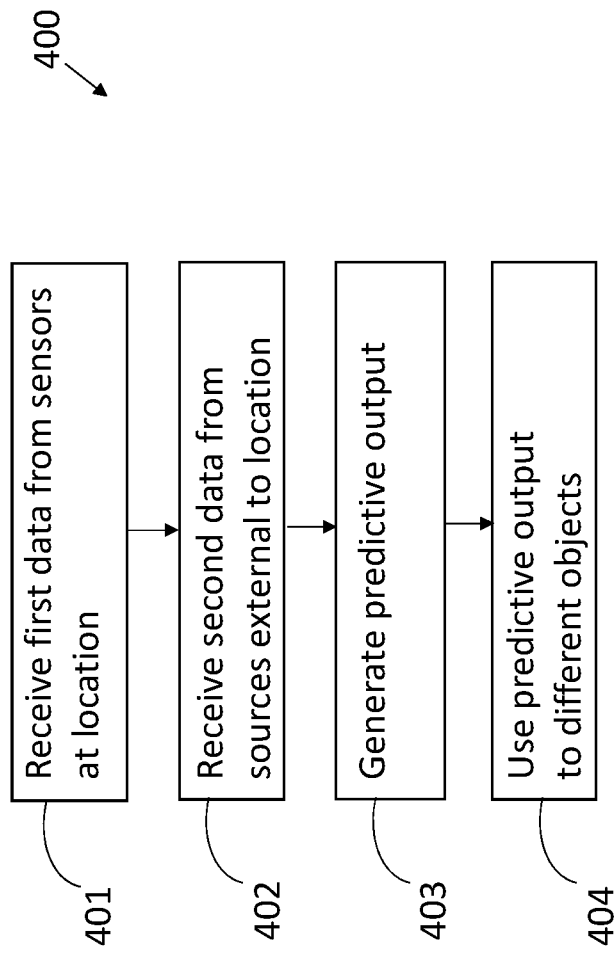 400
401
Receive first data from sensors
at location
402
Receive second data from
sources external to location
403
Generate predictive output
404
Use predictive output
to different objects